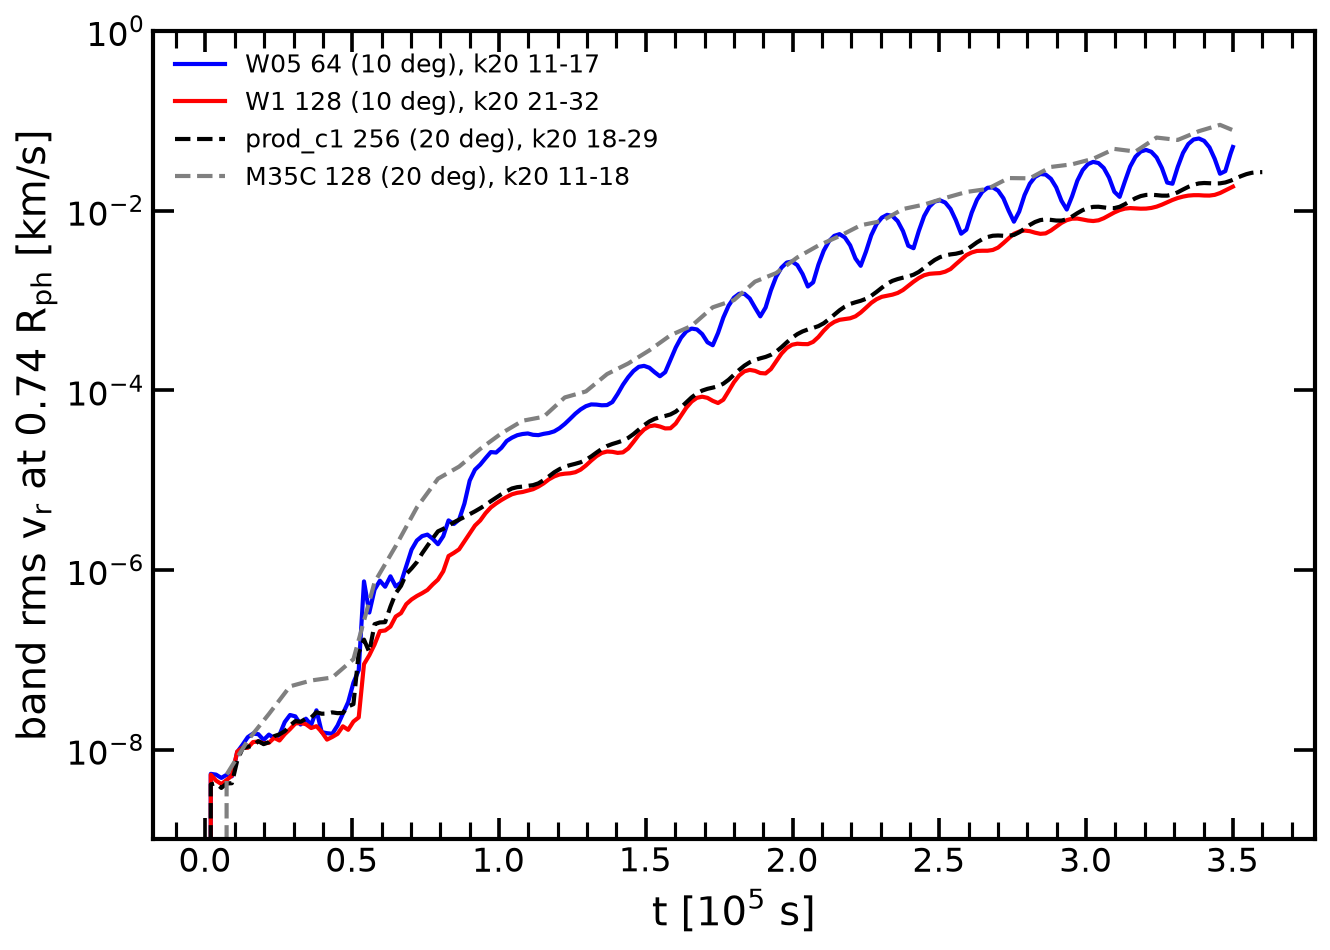 10^0
10^-2
10^-4
10^-6
10^-8
band rms v_r at 0.74 R_ph [km/s]
W05 64 (10 deg), k20 11-17
W1 128 (10 deg), k20 21-32
prod_c1 256 (20 deg), k20 18-29
M35C 128 (20 deg), k20 11-18
0.0 0.5 1.0 1.5 2.0 2.5 3.0 3.5
t [10^5 s]